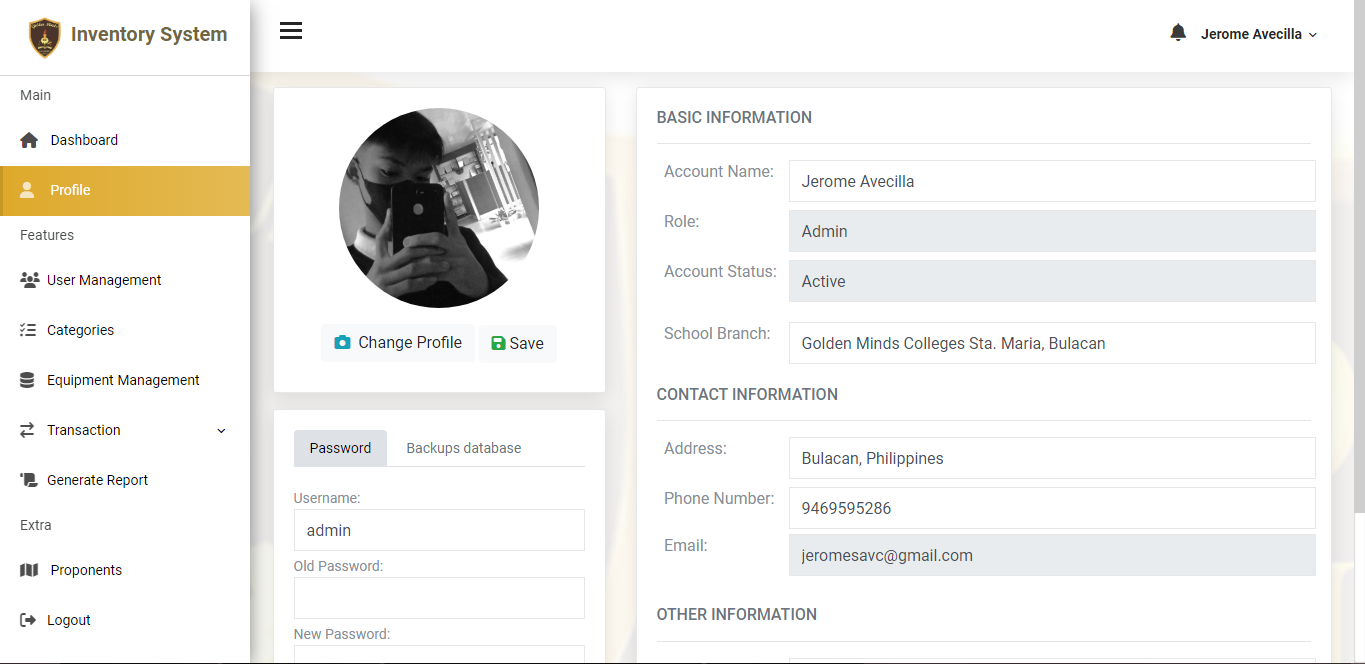 Inventory System
Jerome Avecilla
Main
Dashboard
Profile
Features
User Management
Categories
Equipment Management
Transaction
Generate Report
Extra
Proponents
Logout
Change Profile
Save
Password
Backups database
Username:
admin
Old Password:
New Password:
BASIC INFORMATION
Account Name:
Jerome Avecilla
Role:
Admin
Account Status:
Active
School Branch:
Golden Minds Colleges Sta. Maria, Bulacan
CONTACT INFORMATION
Address:
Bulacan, Philippines
Phone Number:
9469595286
Email:
jeromesavc@gmail.com
OTHER INFORMATION